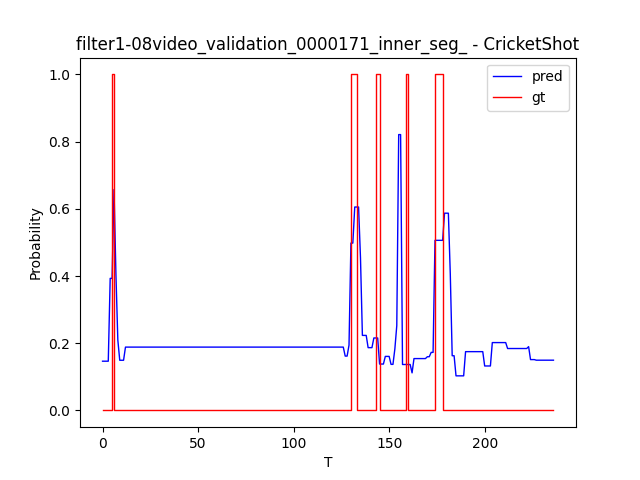 filter1-08video_validation_0000171_inner_seg_ - CricketShot
pred
gt
1.0
0.8
0.6
0.4
0.2
0.0
Probability
0
50
100
150
200
T